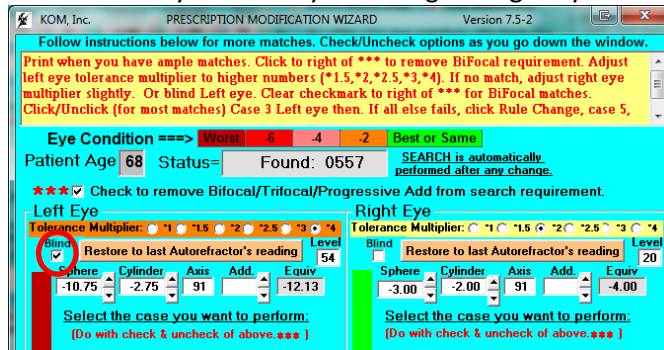 KOM, Inc. PRESCRIPTION MODIFICATION WIZARD Version 7.5-2
Follow instructions below for more matches. Check/Uncheck options as you go down the window.
Print when you have ample matches. Click to right of *** to remove BiFocal requirement. Adjust
left eye tolerance multiplier to higher numbers (*1.5,*2,*2.5,*3,*4). If no match, adjust right eye
multiplier slightly. Or blind Left eye. Clear checkmark to right of *** for BiFocal matches.
Click/Unclick (for most matches) Case 3 Left eye then. If all else fails, click Rule Change, case 5,
Eye Condition ===> Worst -6 -4 -2 Best or Same
Patient Age 68 Status= Found: 0557 SEARCH is automatically
performed after any change.
*** Check to remove Bifocal/Trifocal/Progressive Add from search requirement.
Left Eye Right Eye
Tolerance Multiplier: *1 *1.5 *2 *2.5 *3 *4 Tolerance Multiplier: *1 *1.5 *2 *2.5 *3 *4
Blind Restore to last Autorefractor's reading Level Blind Restore to last Autorefractor's reading Level
54 20
Sphere Cylinder Axis Add. Equiv Sphere Cylinder Axis Add. Equiv
-10.75 -2.75 91 -12.13 -3.00 -2.00 91 -4.00
Select the case you want to perform: Select the case you want to perform:
(Do with check & uncheck of above.*** ) (Do with check & uncheck of above.*** )